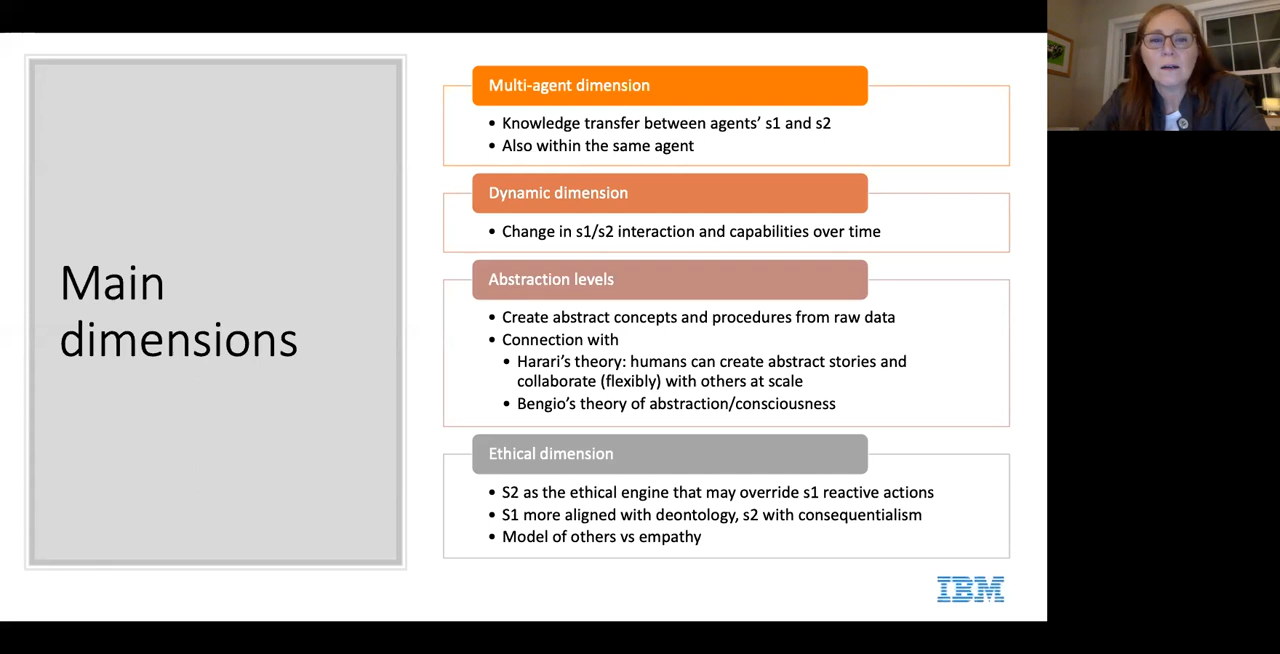 Main
dimensions
Multi-agent dimension
• Knowledge transfer between agents’ s1 and s2
• Also within the same agent
Dynamic dimension
• Change in s1/s2 interaction and capabilities over time
Abstraction levels
• Create abstract concepts and procedures from raw data
• Connection with
• Harari’s theory: humans can create abstract stories and
collaborate (flexibly) with others at scale
• Bengio’s theory of abstraction/consciousness
Ethical dimension
• S2 as the ethical engine that may override s1 reactive actions
• S1 more aligned with deontology, s2 with consequentialism
• Model of others vs empathy
IBM